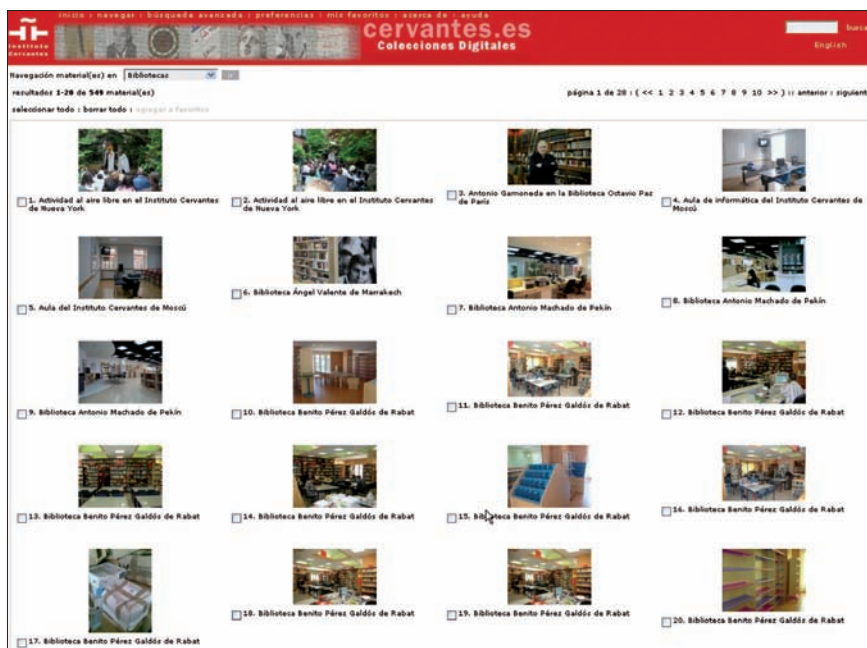 inicio : navegar : búsqueda avanzada : preferencias : mis favoritos : acerca de : ayuda
Instituto
Cervantes
cervantes.es
Colecciones Digitales
busca
English
Navegación material(es) en Bibliotecas
resultados 1-20 de 549 material(es)
página 1 de 28 : ( << 1 2 3 4 5 6 7 8 9 10 >> ) :: anterior : siguient
seleccionar todo : borrar todo : agregar a favoritos
1. Actividad al aire libre en el Instituto Cervantes
de Nueva York
2. Actividad al aire libre en el Instituto Cervantes
de Nueva York
3. Antonio Gamoneda en la Biblioteca Octavio Paz
de París
4. Aula de informática del Instituto Cervantes de
Moscú
5. Aula del Instituto Cervantes de Moscú
6. Biblioteca Ángel Valente de Marrakech
7. Biblioteca Antonio Machado de Pekín
8. Biblioteca Antonio Machado de Pekín
9. Biblioteca Antonio Machado de Pekín
10. Biblioteca Benito Pérez Galdós de Rabat
11. Biblioteca Benito Pérez Galdós de Rabat
12. Biblioteca Benito Pérez Galdós de Rabat
13. Biblioteca Benito Pérez Galdós de Rabat
14. Biblioteca Benito Pérez Galdós de Rabat
15. Biblioteca Benito Pérez Galdós de Rabat
16. Biblioteca Benito Pérez Galdós de Rabat
17. Biblioteca Benito Pérez Galdós de Rabat
18. Biblioteca Benito Pérez Galdós de Rabat
19. Biblioteca Benito Pérez Galdós de Rabat
20. Biblioteca Benito Pérez Galdós de Rabat